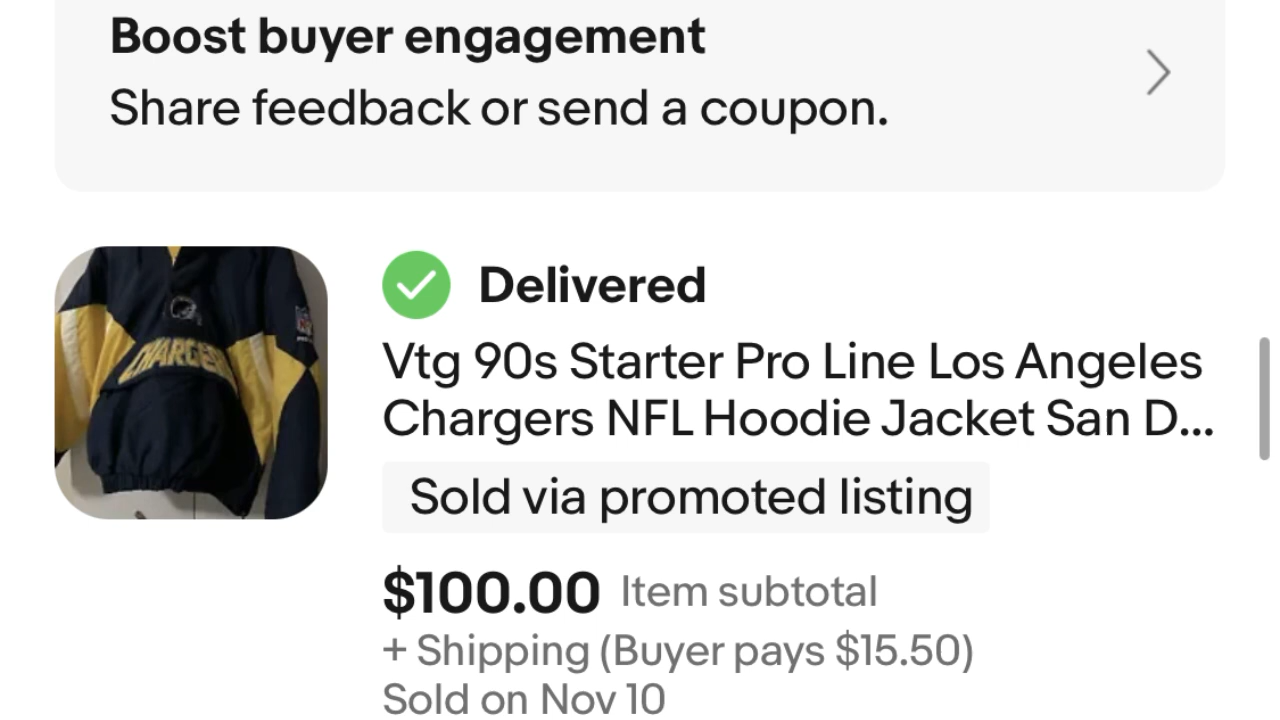 Boost buyer engagement
Share feedback or send a coupon.
Delivered
Vtg 90s Starter Pro Line Los Angeles
Chargers NFL Hoodie Jacket San D...
Sold via promoted listing
$100.00 Item subtotal
+ Shipping (Buyer pays $15.50)
Sold on Nov 10
CHARGERS
NFL